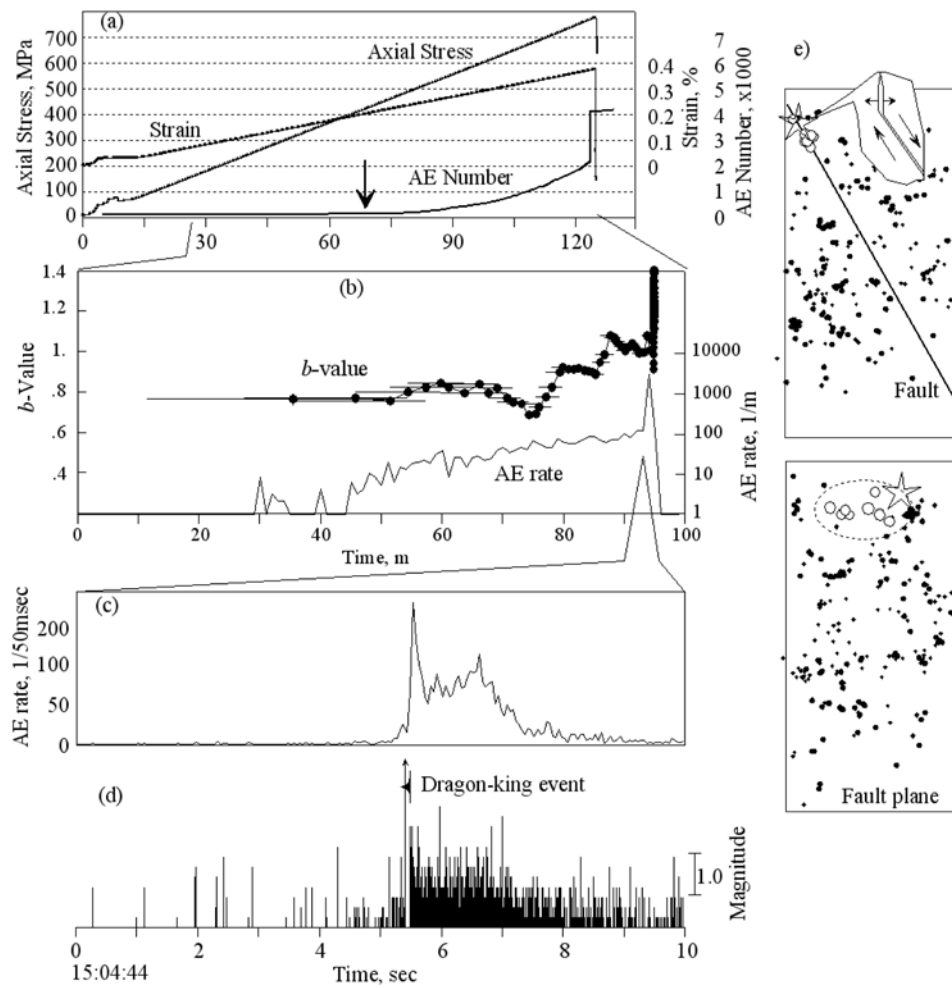 (a)
700
600
500
400
300
200
100
0
Axial Stress, MPa
Axial Stress
Strain
AE Number
0.4
0.3
0.2
0.1
0
Strain, %
7
6
5
4
3
2
1
0
AE Number, x1000
0 30 60 90 120
(b)
1.4
1.2
1.
.8
.6
.4
b-Value
b-value
AE rate
10000
1000
100
10
1
AE rate, 1/m
0 20 40 60 80 100
Time, m
(c)
200
100
50
0
AE rate, 1/50msec
(d)
Dragon-king event
1.0
Magnitude
0 2 4 6 8 10
15:04:44
Time, sec
e)
Fault
Fault plane